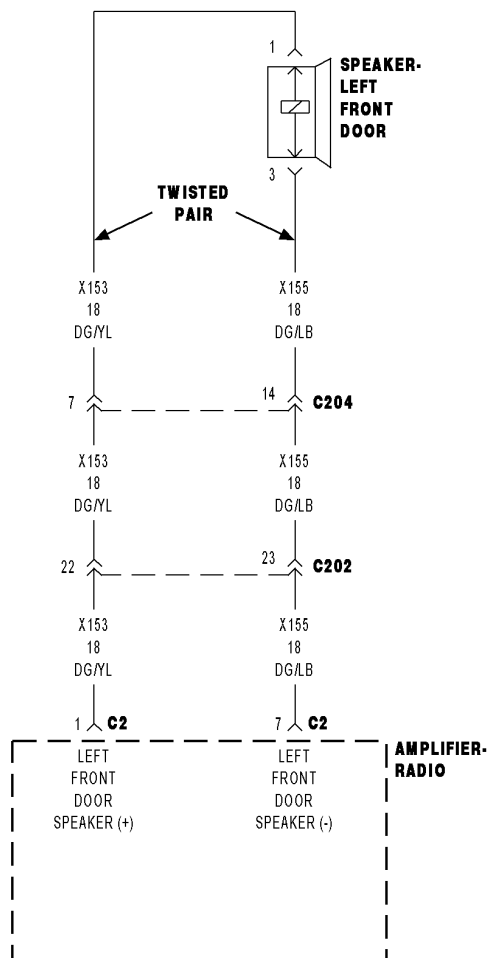 1
SPEAKER-
LEFT
FRONT
DOOR
3
TWISTED
PAIR
X153
18
DG/YL
X155
18
DG/LB
7
14
C204
X153
18
DG/YL
X155
18
DG/LB
22
23
C202
X153
18
DG/YL
X155
18
DG/LB
1
C2
7
C2
AMPLIFIER-
RADIO
LEFT
FRONT
DOOR
SPEAKER (+)
LEFT
FRONT
DOOR
SPEAKER (-)